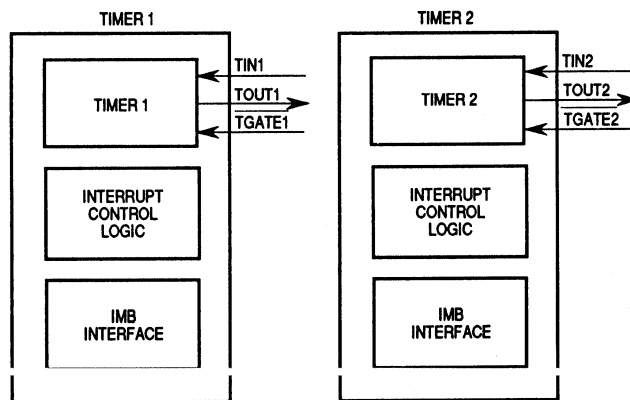 TIMER 1
TIMER 1
TIN1
TOUT1
TGATE1
INTERRUPT
CONTROL
LOGIC
IMB
INTERFACE
TIMER 2
TIMER 2
TIN2
TOUT2
TGATE2
INTERRUPT
CONTROL
LOGIC
IMB
INTERFACE